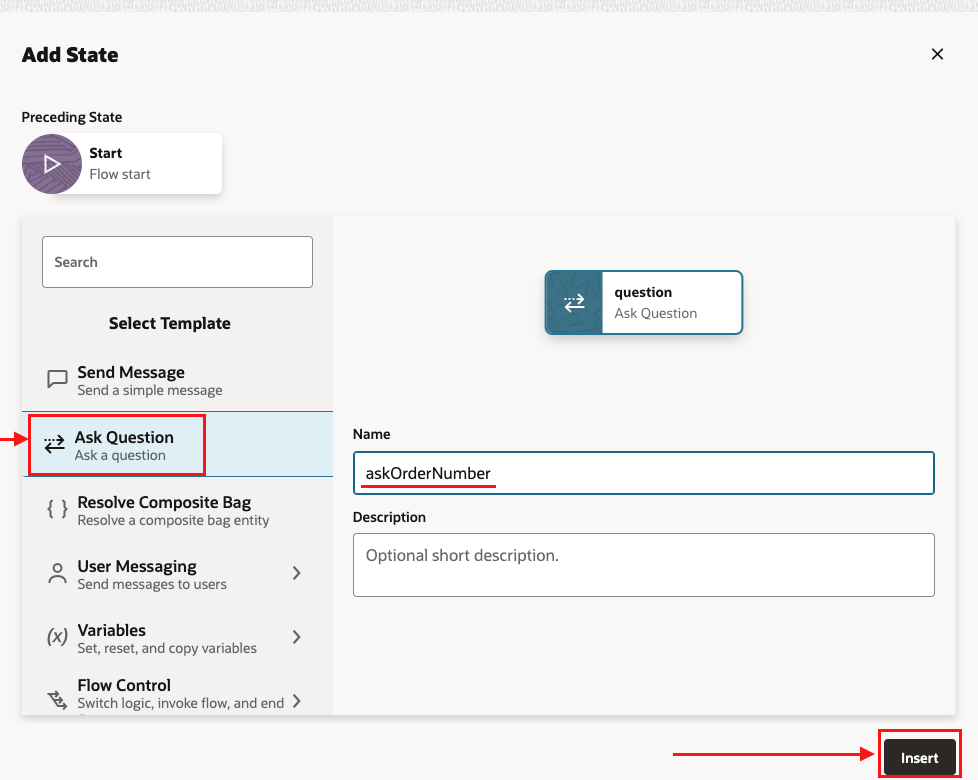 Add State
Preceding State
Start
Flow start
Search
Select Template
Send Message
Send a simple message
Ask Question
Ask a question
Resolve Composite Bag
Resolve a composite bag entity
User Messaging
Send messages to users
Variables
Set, reset, and copy variables
Flow Control
Switch logic, invoke flow, and end
question
Ask Question
Name
askOrderNumber
Description
Optional short description.
Insert